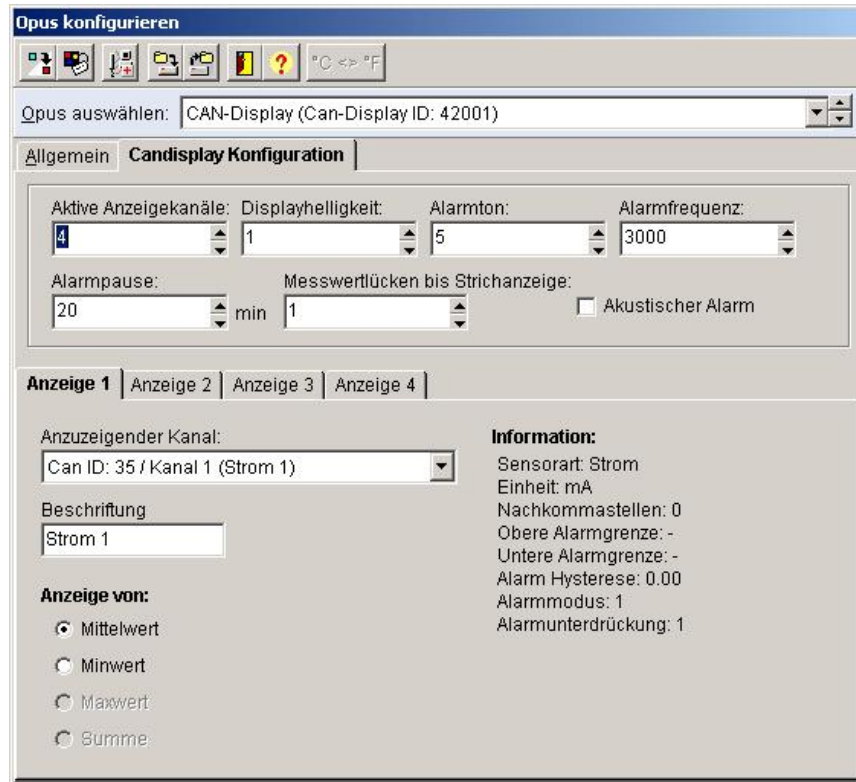 Opus konfigurieren
°C <=> °F
Opus auswählen: CAN-Display (Can-Display ID: 42001)
Allgemein Candisplay Konfiguration
Aktive Anzeigekanäle: Displayhelligkeit: Alarmton: Alarmfrequenz:
4 1 5 3000
Alarmpause: Messwertlücken bis Strichanzeige:
20 min 1 Akustischer Alarm
Anzeige 1 Anzeige 2 Anzeige 3 Anzeige 4
Anzuzeigender Kanal:
Can ID: 35 / Kanal 1 (Strom 1)
Beschriftung
Strom 1
Anzeige von:
Mittelwert
Minwert
Maxwert
Summe
Information:
Sensorart: Strom
Einheit: mA
Nachkommastellen: 0
Obere Alarmgrenze: -
Untere Alarmgrenze: -
Alarm Hysterese: 0.00
Alarmmodus: 1
Alarmunterdrückung: 1